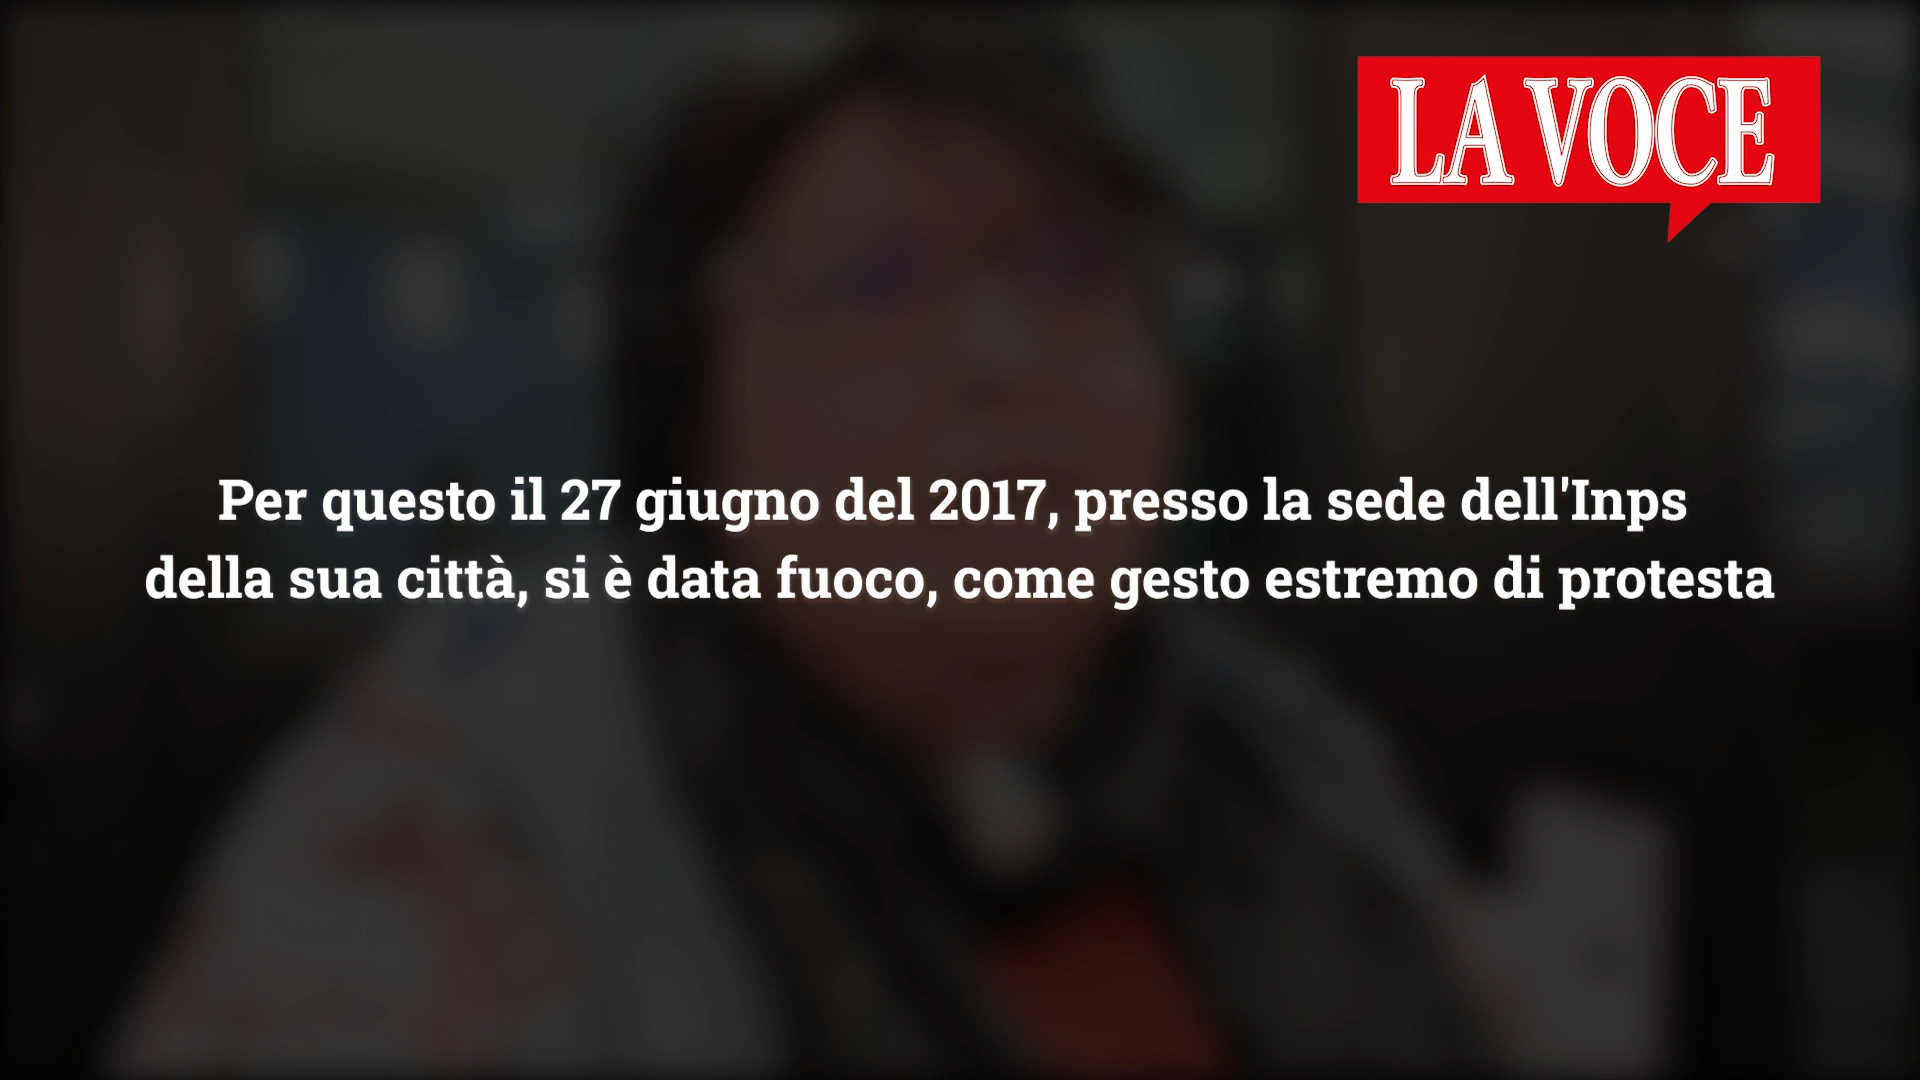 LA VOCE
Per questo il 27 giugno del 2017, presso la sede dell'Inps
della sua città, si è data fuoco, come gesto estremo di protesta